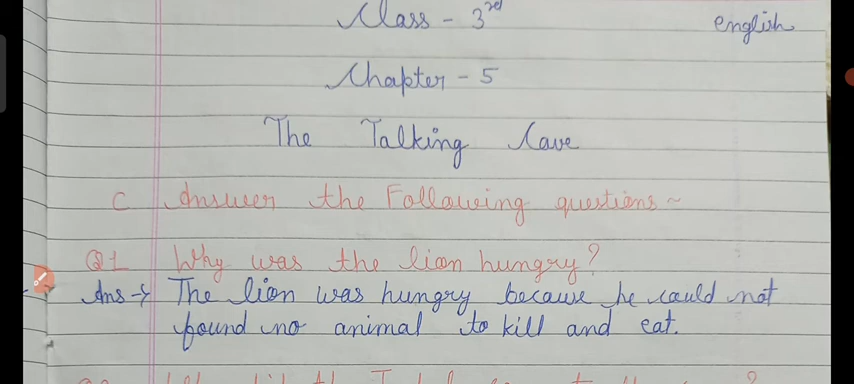 Class - 3rd
english
Chapter - 5
The Talking Cave
C Answer the Following questions ~
Q1 Why was the lion hungry?
Ans → The lion was hungry because he could not
found no animal to kill and eat.